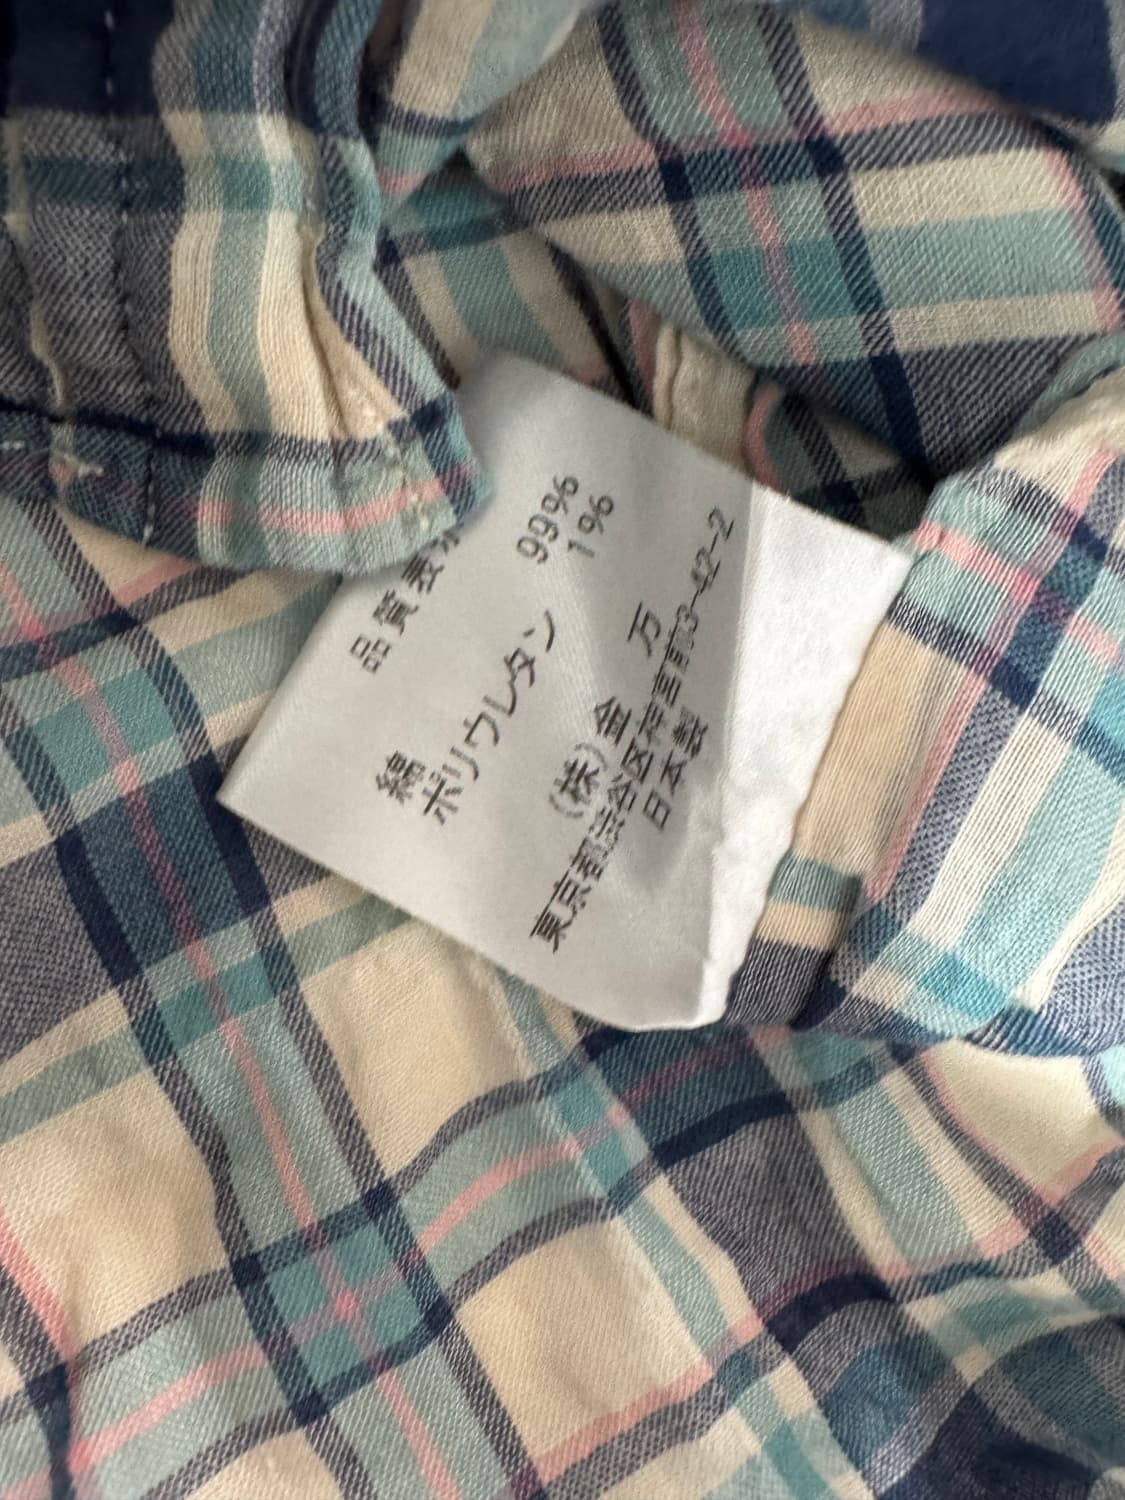 品質表示
綿 99%
ポリウレタン 1%
(株)金 万
東京都渋谷区神宮前3-42-2
日本製